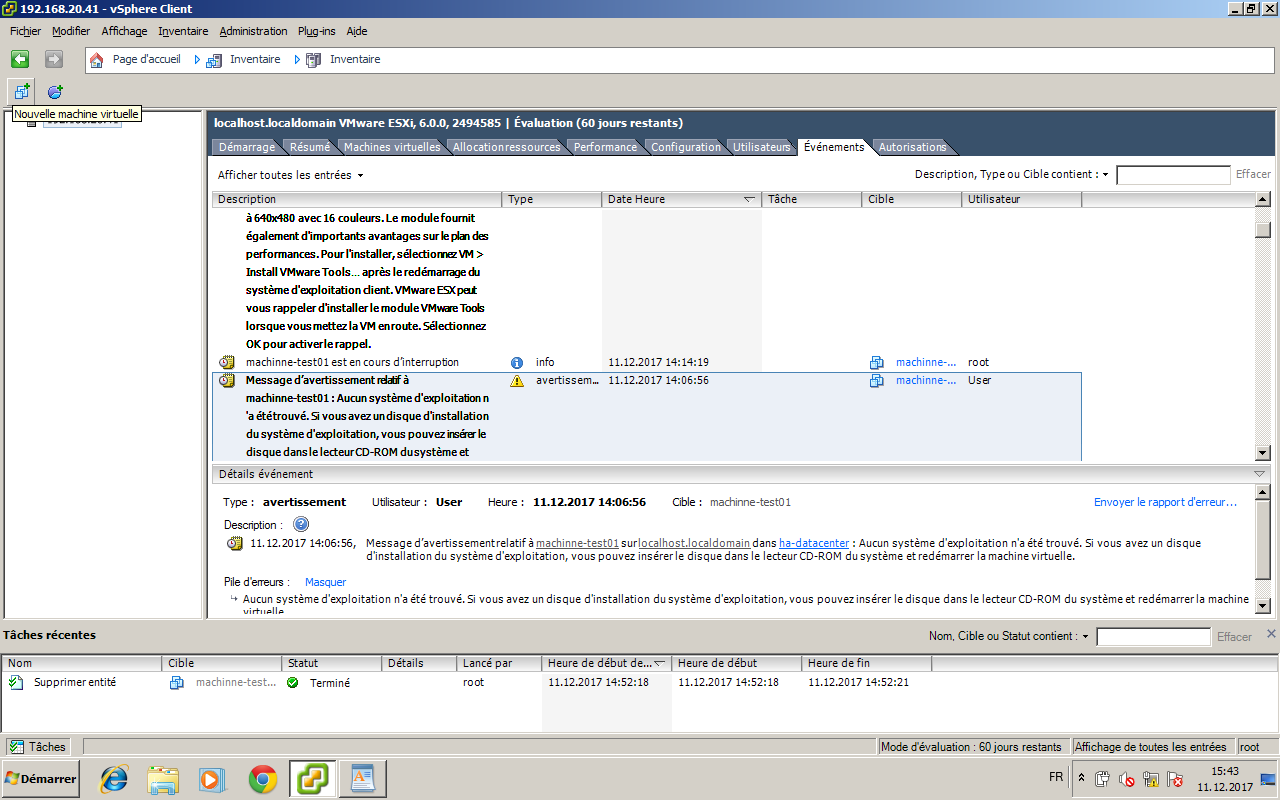 192.168.20.41 - vSphere Client
Fichier Modifier Affichage Inventaire Administration Plug-ins Aide
Page d'accueil Inventaire Inventaire
Nouvelle machine virtuelle
localhost.localdomain VMware ESXi, 6.0.0, 2494585 | Évaluation (60 jours restants)
Démarrage Résumé Machines virtuelles Allocation ressources Performance Configuration Utilisateurs Événements Autorisations
Afficher toutes les entrées Description, Type ou Cible contient : Effacer
Description Type Date Heure Tâche Cible Utilisateur
à 640x480 avec 16 couleurs. Le module fournit
également d'importants avantages sur le plan des
performances. Pour l'installer, sélectionnez VM >
Install VMware Tools… après le redémarrage du
système d'exploitation client. VMware ESX peut
vous rappeler d'installer le module VMware Tools
lorsque vous mettez la VM en route. Sélectionnez
OK pour activer le rappel.
machinne-test01 est en cours d'interruption info 11.12.2017 14:14:19 machinne-... root
Message d'avertissement relatif à avertissem... 11.12.2017 14:06:56 machinne-... User
machinne-test01 : Aucun système d'exploitation n
'a été trouvé. Si vous avez un disque d'installation
du système d'exploitation, vous pouvez insérer le
disque dans le lecteur CD-ROM du système et
Détails événement
Type : avertissement Utilisateur : User Heure : 11.12.2017 14:06:56 Cible : machinne-test01 Envoyer le rapport d'erreur...
Description :
11.12.2017 14:06:56, Message d'avertissement relatif à machinne-test01 sur localhost.localdomain dans ha-datacenter : Aucun système d'exploitation n'a été trouvé. Si vous avez un disque
d'installation du système d'exploitation, vous pouvez insérer le disque dans le lecteur CD-ROM du système et redémarrer la machine virtuelle.
Pile d'erreurs : Masquer
Aucun système d'exploitation n'a été trouvé. Si vous avez un disque d'installation du système d'exploitation, vous pouvez insérer le disque dans le lecteur CD-ROM du système et redémarrer la machine
virtuelle
Tâches récentes Nom, Cible ou Statut contient : Effacer
Nom Cible Statut Détails Lancé par Heure de début de... Heure de début Heure de fin
Supprimer entité machinne-test... Terminé root 11.12.2017 14:52:18 11.12.2017 14:52:18 11.12.2017 14:52:21
Tâches Mode d'évaluation : 60 jours restants Affichage de toutes les entrées root
Démarrer FR 15:43
11.12.2017